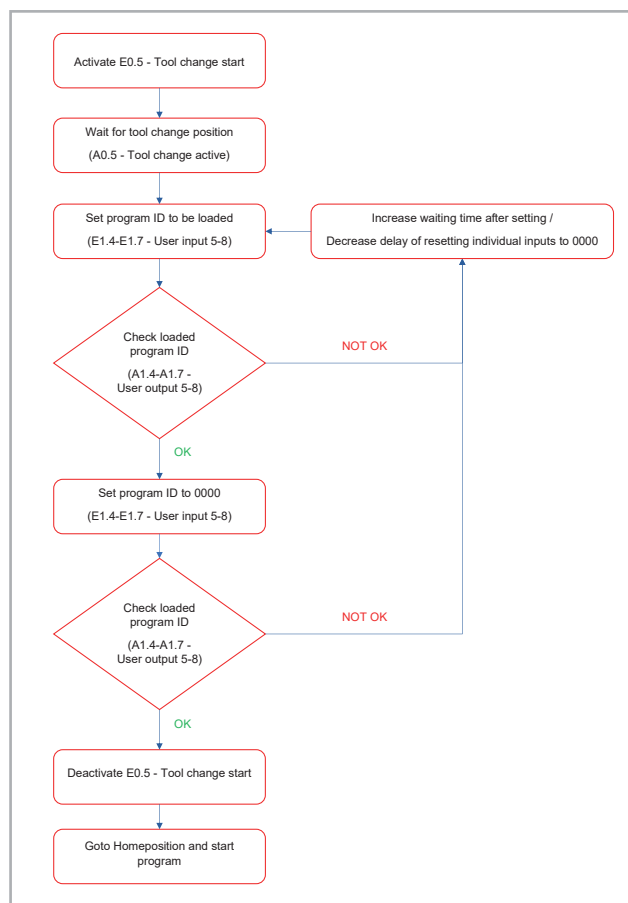 Activate E0.5 - Tool change start
Wait for tool change position
(A0.5 - Tool change active)
Set program ID to be loaded
(E1.4-E1.7 - User input 5-8)
Increase waiting time after setting /
Decrease delay of resetting individual inputs to 0000
Check loaded
program ID
(A1.4-A1.7 -
User output 5-8)
NOT OK
OK
Set program ID to 0000
(E1.4-E1.7 - User input 5-8)
Check loaded
program ID
(A1.4-A1.7 -
User output 5-8)
NOT OK
OK
Deactivate E0.5 - Tool change start
Goto Homeposition and start
program